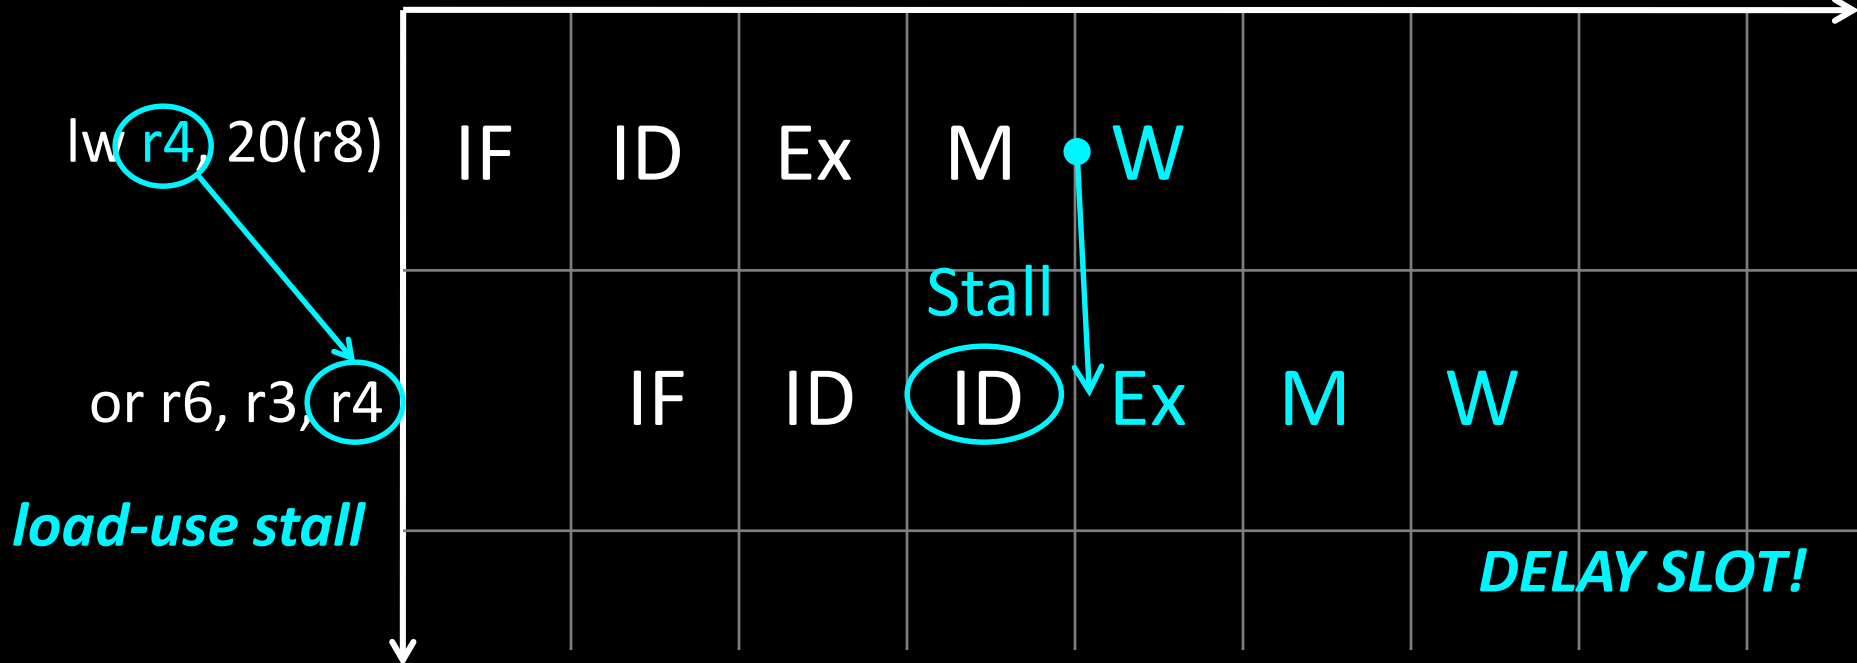 lw r4, 20(r8) IF ID Ex M W
Stall
or r6, r3, r4 IF ID ID Ex M W
load-use stall
DELAY SLOT!